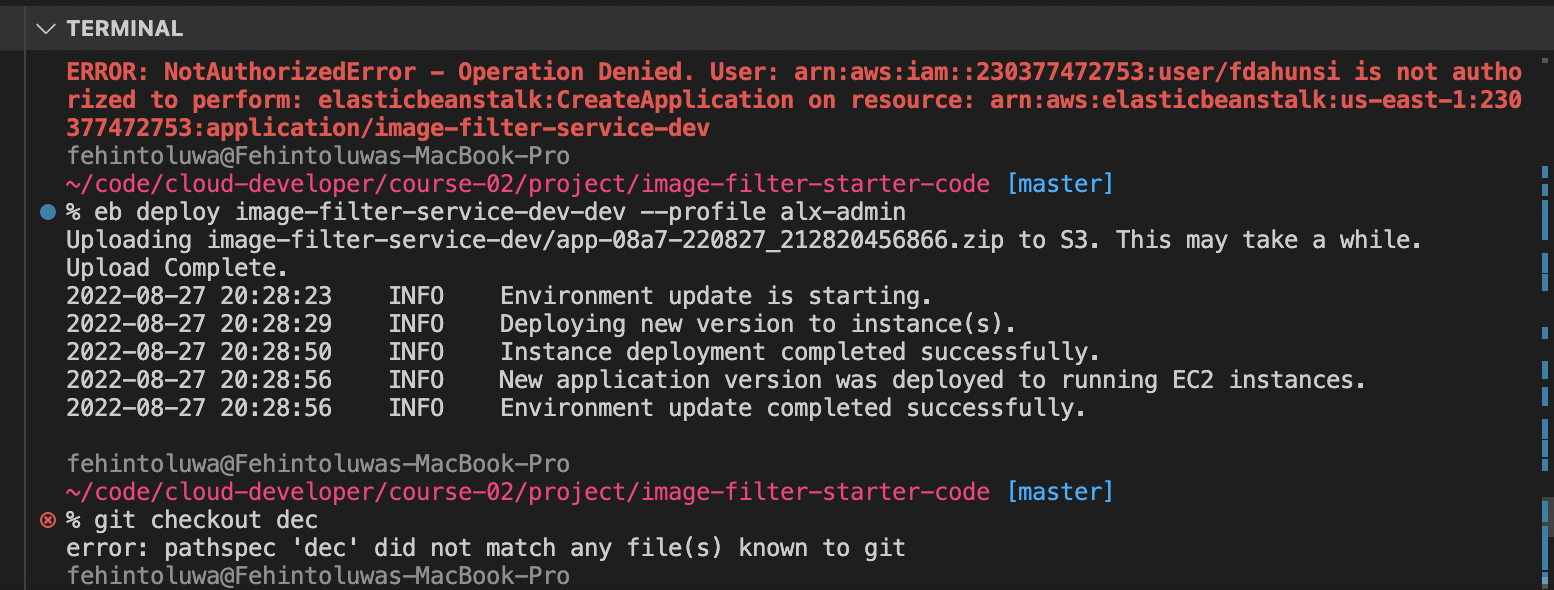 TERMINAL
ERROR: NotAuthorizedError - Operation Denied. User: arn:aws:iam::230377472753:user/fdahunsi is not autho
rized to perform: elasticbeanstalk:CreateApplication on resource: arn:aws:elasticbeanstalk:us-east-1:230
377472753:application/image-filter-service-dev
fehintoluwa@Fehintoluwas-MacBook-Pro
~/code/cloud-developer/course-02/project/image-filter-starter-code [master]
% eb deploy image-filter-service-dev-dev --profile alx-admin
Uploading image-filter-service-dev/app-08a7-220827_212820456866.zip to S3. This may take a while.
Upload Complete.
2022-08-27 20:28:23    INFO    Environment update is starting.
2022-08-27 20:28:29    INFO    Deploying new version to instance(s).
2022-08-27 20:28:50    INFO    Instance deployment completed successfully.
2022-08-27 20:28:56    INFO    New application version was deployed to running EC2 instances.
2022-08-27 20:28:56    INFO    Environment update completed successfully.
fehintoluwa@Fehintoluwas-MacBook-Pro
~/code/cloud-developer/course-02/project/image-filter-starter-code [master]
% git checkout dec
error: pathspec 'dec' did not match any file(s) known to git
fehintoluwa@Fehintoluwas-MacBook-Pro